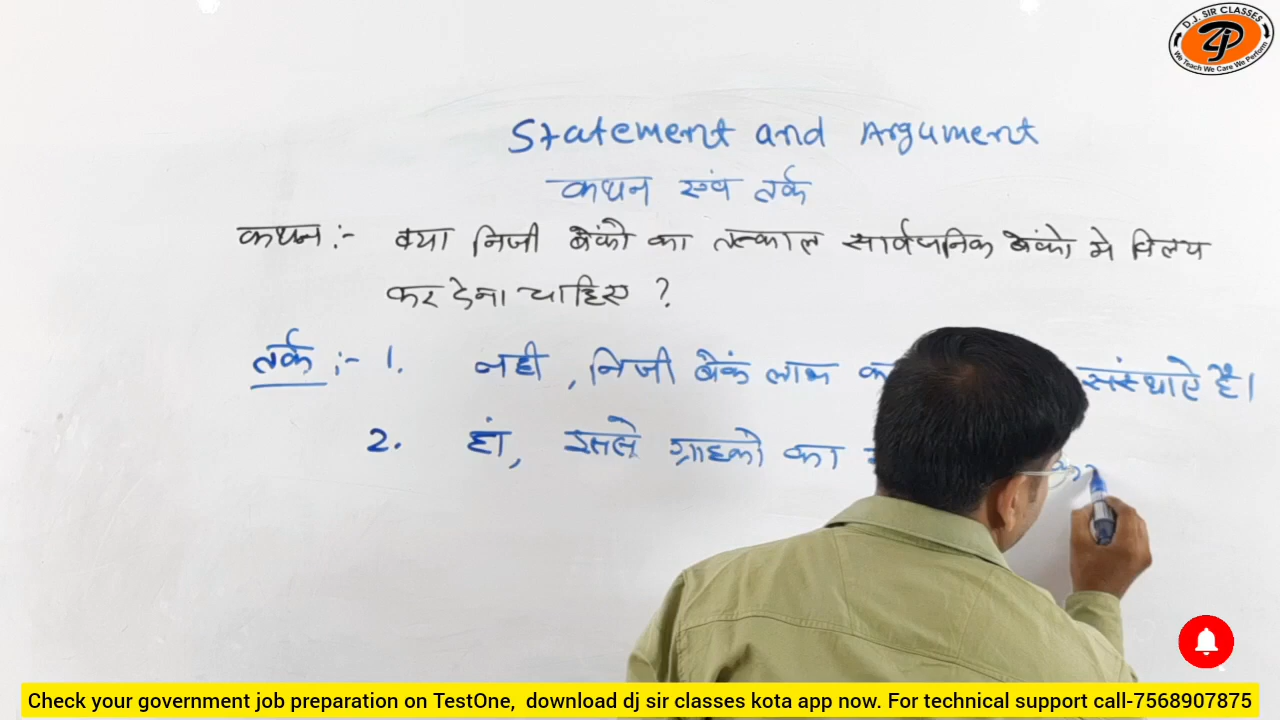 D.J. SIR CLASSES
We Teach We Care We Perform
Statement and Argument
कथन एवं तर्क
कथन :- क्या निजी बैंको का तत्काल सार्वजनिक बैंको मे विलय
कर देना चाहिए ?
तर्क :- 1. नही , निजी बैकं लाभ संस्थाऐ है।
2. हां, इससे ग्राहको का
Check your government job preparation on TestOne, download dj sir classes kota app now. For technical support call-7568907875